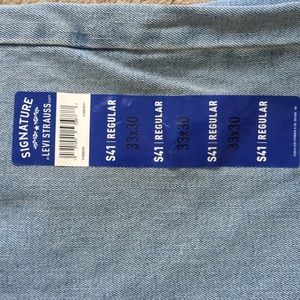 SIGNATURE
BY LEVI STRAUSS & CO.
S41 | REGULAR
33x30
S41 | REGULAR
33x30
S41 | REGULAR
33x30
S41 | REGULAR
33x30